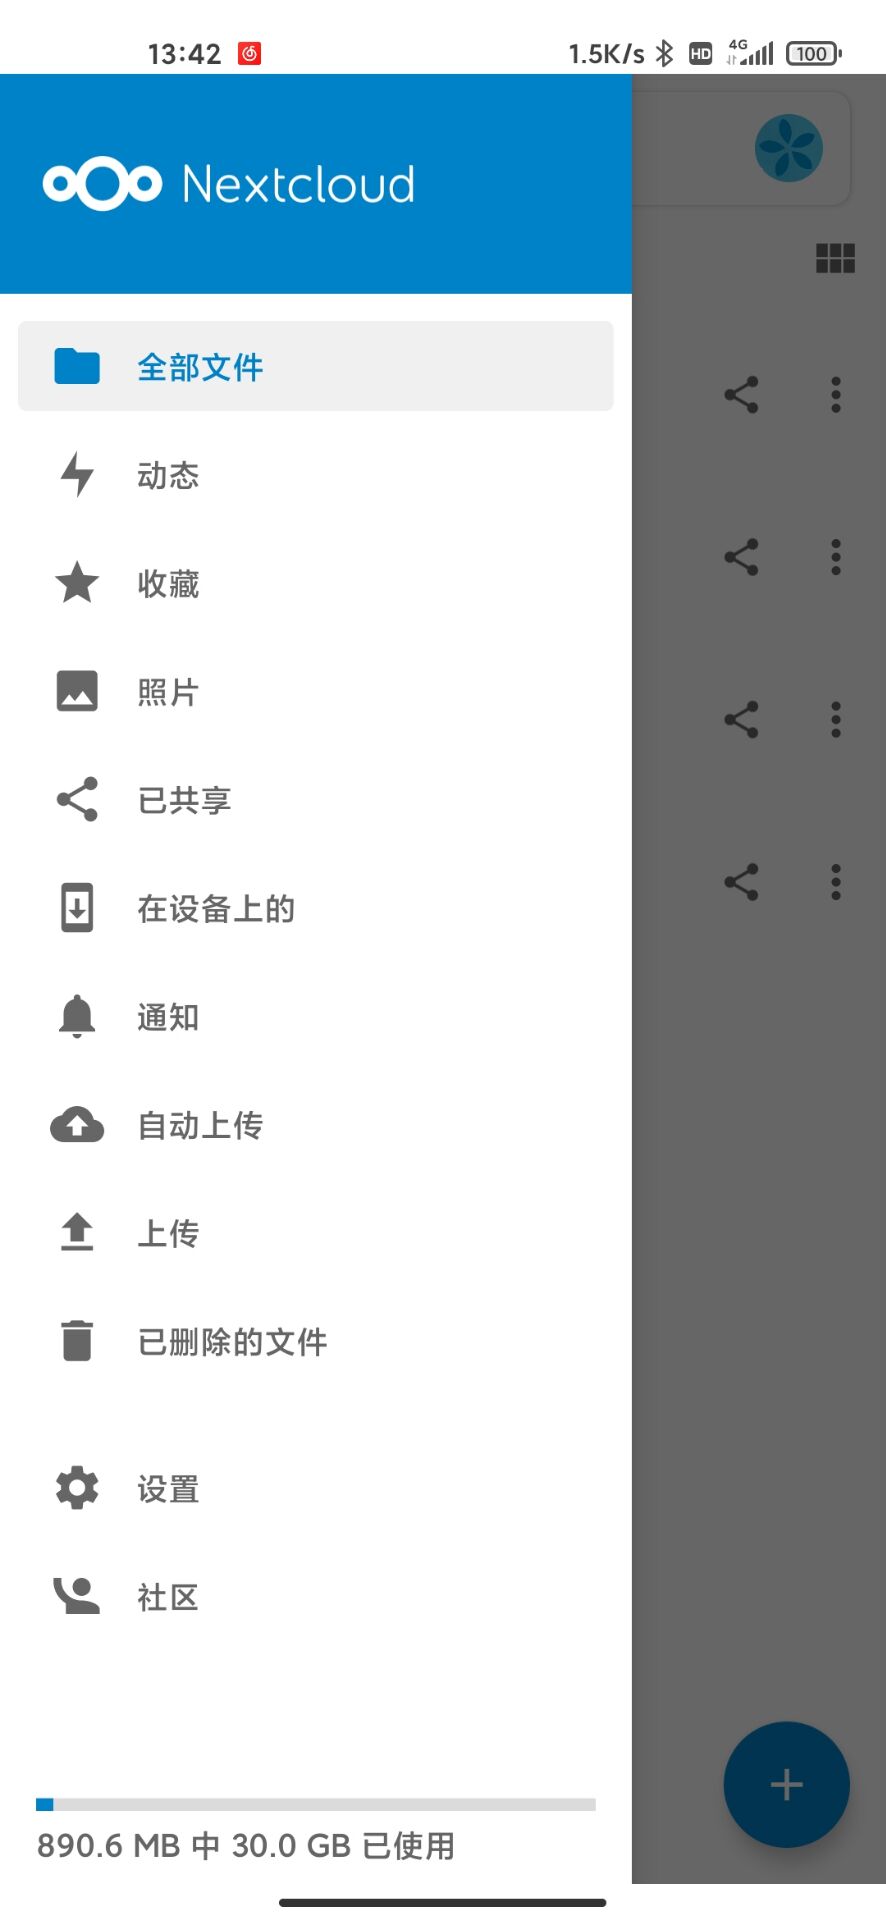 13:42
1.5K/s HD 4G 100
Nextcloud
全部文件
动态
收藏
照片
已共享
在设备上的
通知
自动上传
上传
已删除的文件
设置
社区
890.6 MB 中 30.0 GB 已使用